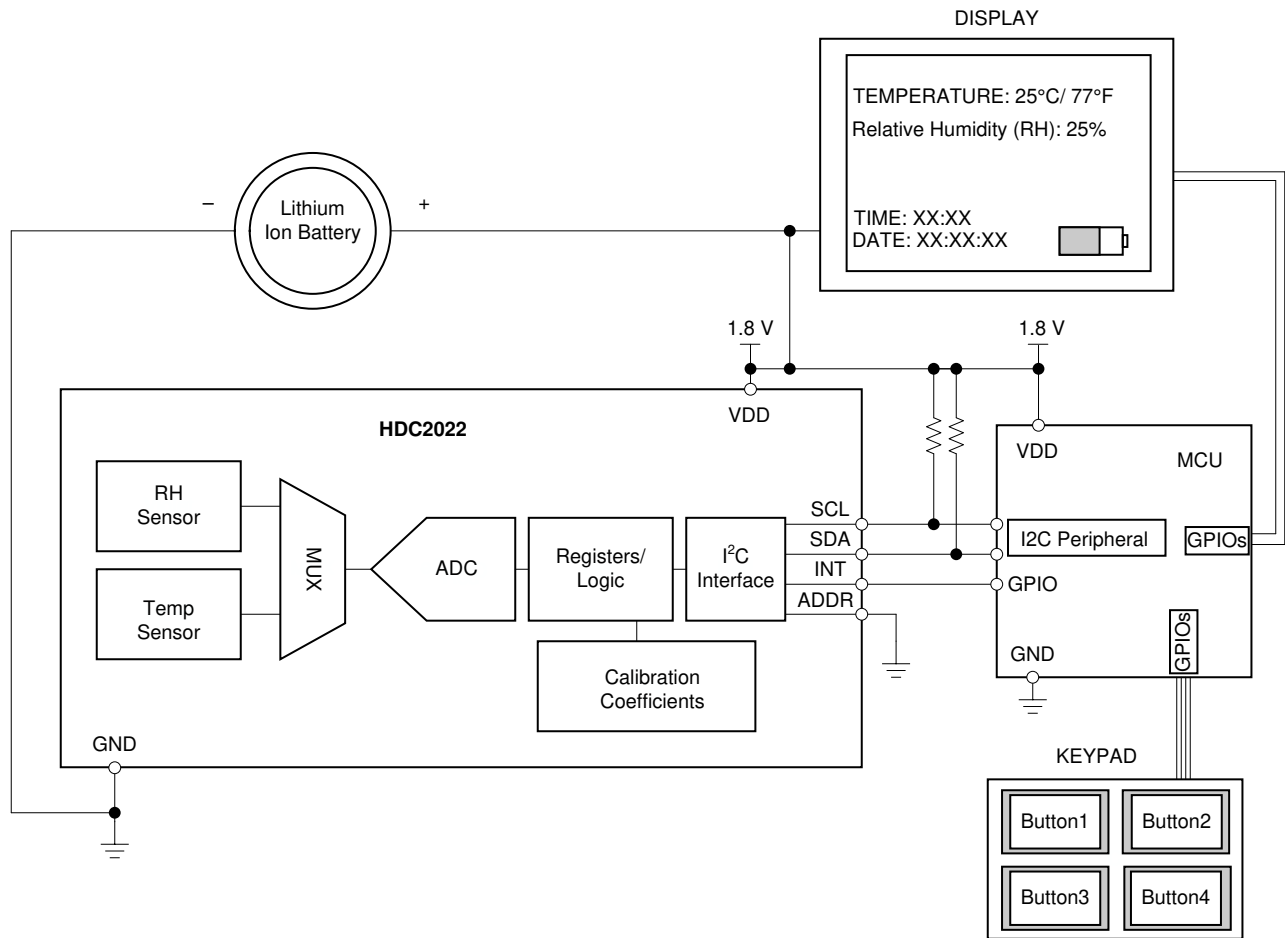 DISPLAY
TEMPERATURE: 25°C/ 77°F
Relative Humidity (RH): 25%
TIME: XX:XX
DATE: XX:XX:XX
–
Lithium
Ion Battery
+
1.8 V
1.8 V
VDD
HDC2022
VDD
MCU
RH
Sensor
Temp
Sensor
MUX
ADC
Registers/
Logic
I²C
Interface
Calibration
Coefficients
SCL
SDA
INT
ADDR
I2C Peripheral
GPIOs
GPIO
GPIOs
GND
GND
KEYPAD
Button1
Button2
Button3
Button4